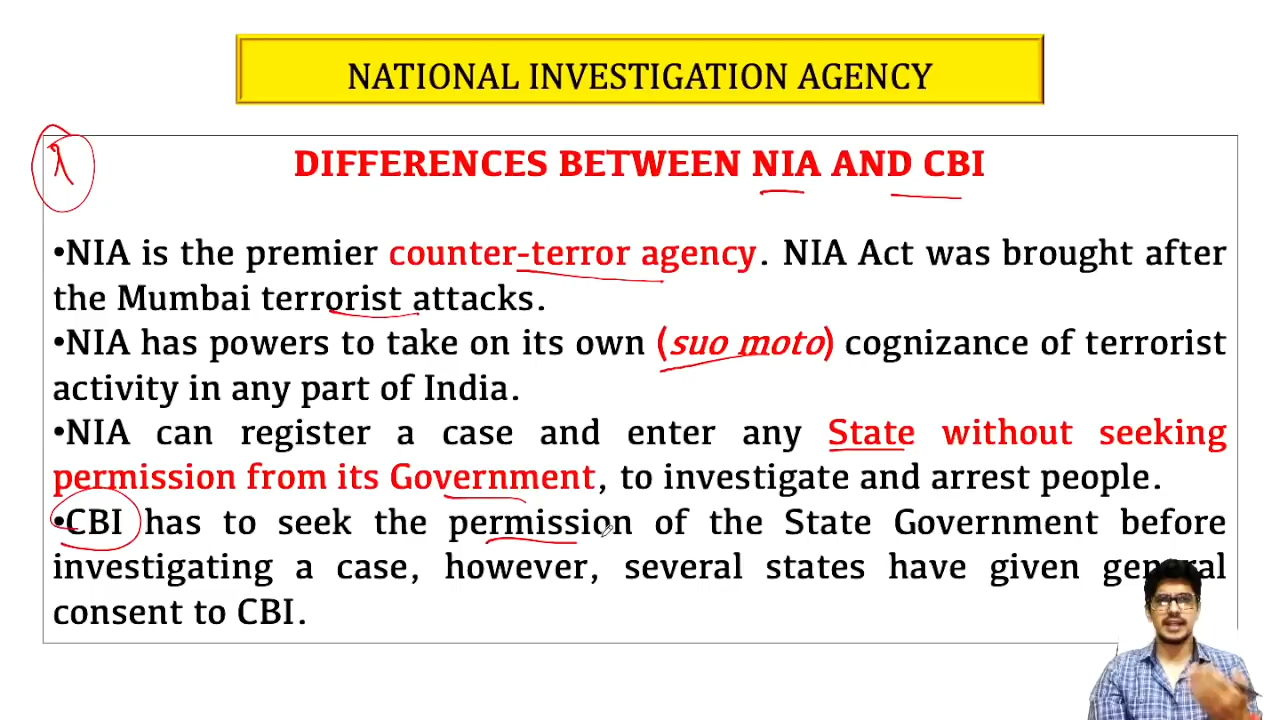 NATIONAL INVESTIGATION AGENCY
DIFFERENCES BETWEEN NIA AND CBI
•NIA is the premier counter-terror agency. NIA Act was brought after
the Mumbai terrorist attacks.
•NIA has powers to take on its own (suo moto) cognizance of terrorist
activity in any part of India.
•NIA can register a case and enter any State without seeking
permission from its Government, to investigate and arrest people.
•CBI has to seek the permission of the State Government before
investigating a case, however, several states have given general
consent to CBI.